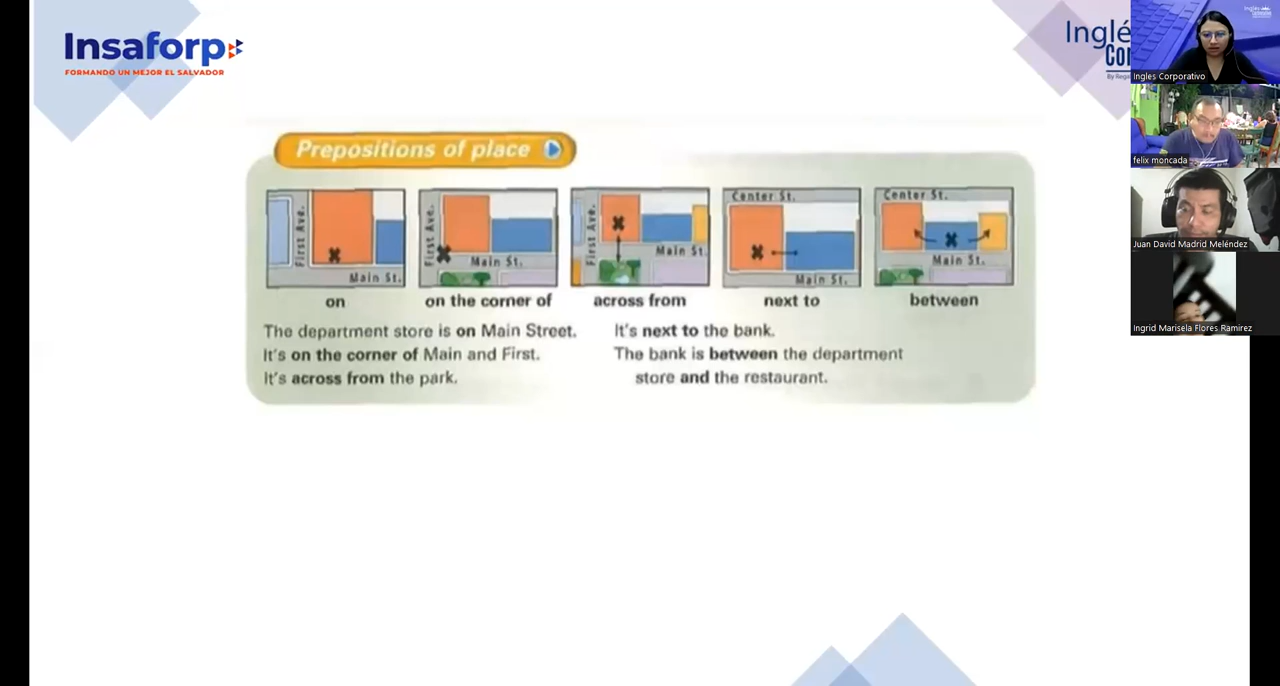 Insaforp
FORMANDO UN MEJOR EL SALVADOR
Inglé
Cor
Prepositions of place
First Ave.
Main St.
First Ave.
Main St.
First Ave.
Main St.
Center St.
Main St.
Center St.
Main St.
on
on the corner of
across from
next to
between
The department store is on Main Street.
It's on the corner of Main and First.
It's across from the park.
It's next to the bank.
The bank is between the department
store and the restaurant.
Ingles Corporativo
felix moncada
Juan David Madrid Meléndez
Ingrid Marisela Flores Ramirez